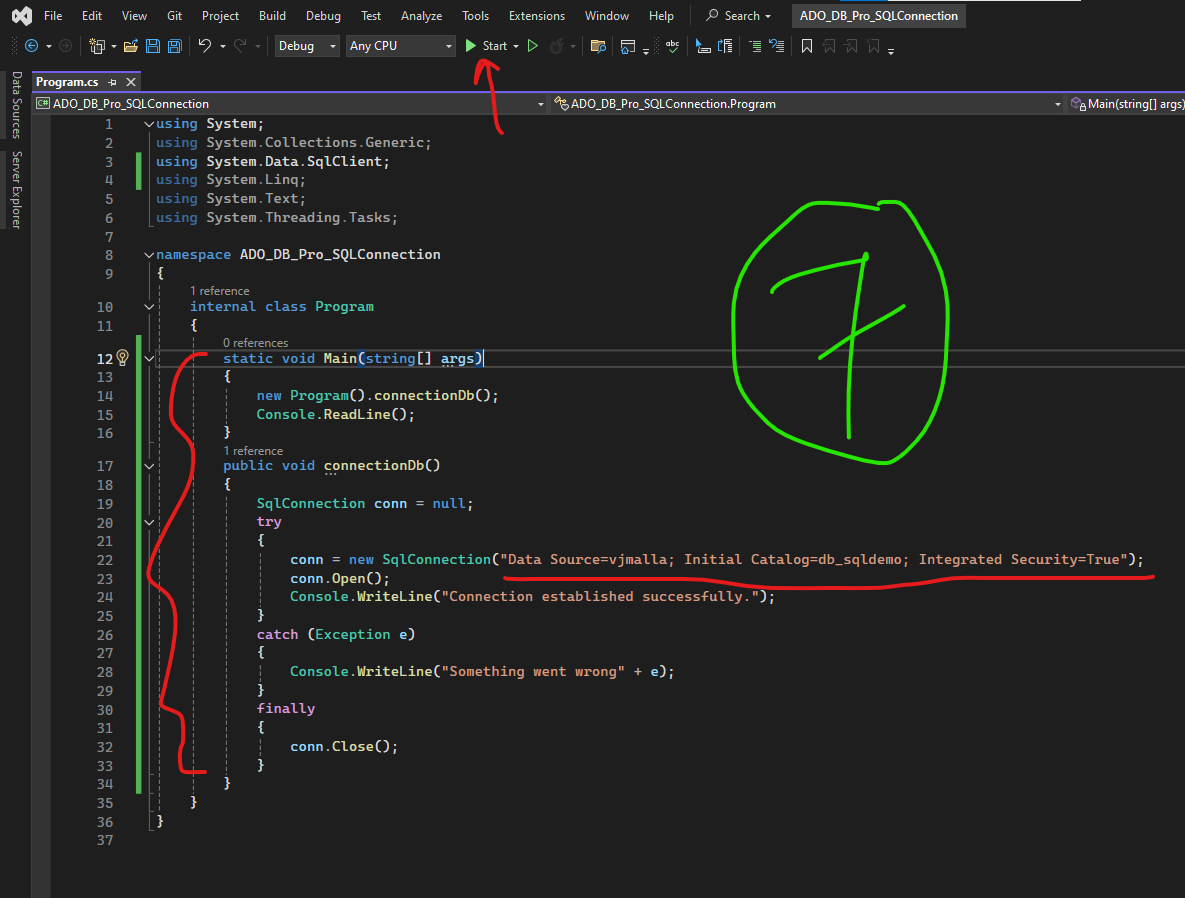 File Edit View Git Project Build Debug Test Analyze Tools Extensions Window Help Search ADO_DB_Pro_SQLConnection
Debug Any CPU Start abc
Program.cs
Data Sources
Server Explorer
C# ADO_DB_Pro_SQLConnection ADO_DB_Pro_SQLConnection.Program Main(string[] args)
1 using System;
2 using System.Collections.Generic;
3 using System.Data.SqlClient;
4 using System.Linq;
5 using System.Text;
6 using System.Threading.Tasks;
7
8 namespace ADO_DB_Pro_SQLConnection
9 {
1 reference
10 internal class Program
11 {
0 references
12 static void Main(string[] args)
13 {
14 new Program().connectionDb();
15 Console.ReadLine();
16 }
1 reference
17 public void connectionDb()
18 {
19 SqlConnection conn = null;
20 try
21 {
22 conn = new SqlConnection("Data Source=vjmalla; Initial Catalog=db_sqldemo; Integrated Security=True");
23 conn.Open();
24 Console.WriteLine("Connection established successfully.");
25 }
26 catch (Exception e)
27 {
28 Console.WriteLine("Something went wrong" + e);
29 }
30 finally
31 {
32 conn.Close();
33 }
34 }
35 }
36 }
37
7